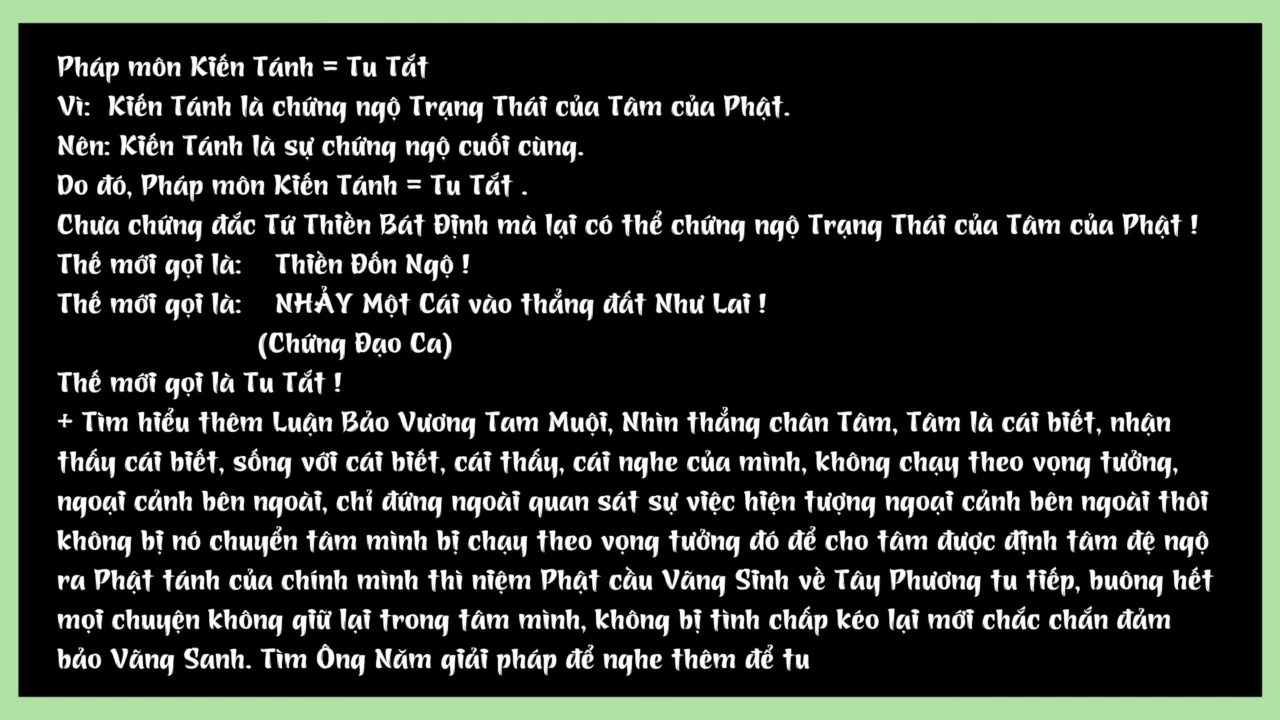 Pháp môn Kiến Tánh = Tu Tắt
Vì: Kiến Tánh là chứng ngộ Trạng Thái của Tâm của Phật.
Nên: Kiến Tánh là sự chứng ngộ cuối cùng.
Do đó, Pháp môn Kiến Tánh = Tu Tắt .
Chưa chứng đắc Tứ Thiền Bát Định mà lại có thể chứng ngộ Trạng Thái của Tâm của Phật !
Thế mới gọi là: Thiền Đốn Ngộ !
Thế mới gọi là: NHẢY Một Cái vào thẳng đất Như Lai !
(Chứng Đạo Ca)
Thế mới gọi là Tu Tắt !
+ Tìm hiểu thêm Luận Bảo Vương Tam Muội, Nhìn thẳng chân Tâm, Tâm là cái biết, nhận
thấy cái biết, sống với cái biết, cái thấy, cái nghe của mình, không chạy theo vọng tưởng,
ngoại cảnh bên ngoài, chỉ đứng ngoài quan sát sự việc hiện tượng ngoại cảnh bên ngoài thôi
không bị nó chuyển tâm mình bị chạy theo vọng tưởng đó để cho tâm được định tâm đệ ngộ
ra Phật tánh của chính mình thì niệm Phật cầu Vãng Sinh về Tây Phương tu tiếp, buông hết
mọi chuyện không giữ lại trong tâm mình, không bị tình chấp kéo lại mới chắc chắn đảm
bảo Vãng Sanh. Tìm Ông Năm giải pháp để nghe thêm để tu